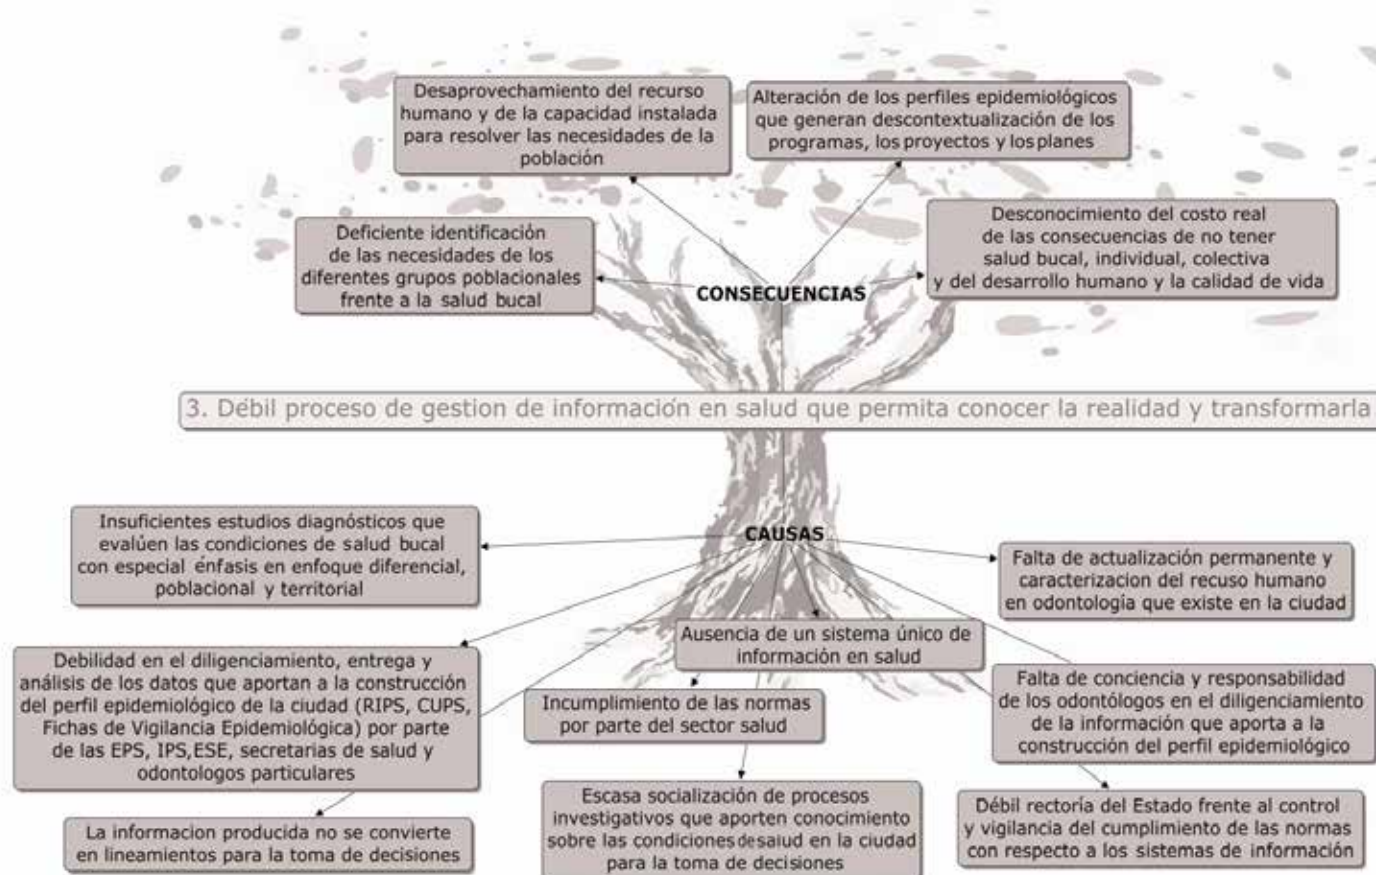 Desaprovechamiento del recurso
humano y de la capacidad instalada
para resolver las necesidades de la
población
Alteración de los perfiles epidemiológicos
que generan descontextualización de los
programas, los proyectos y los planes
Deficiente identificación
de las necesidades de los
diferentes grupos poblacionales
frente a la salud bucal
Desconocimiento del costo real
de las consecuencias de no tener
salud bucal, individual, colectiva
y del desarrollo humano y la calidad de vida
CONSECUENCIAS
3. Débil proceso de gestion de información en salud que permita conocer la realidad y transformarla
CAUSAS
Insuficientes estudios diagnósticos que
evalúen las condiciones de salud bucal
con especial énfasis en enfoque diferencial,
poblacional y territorial
Falta de actualización permanente y
caracterizacion del recuso humano
en odontología que existe en la ciudad
Ausencia de un sistema único de
información en salud
Debilidad en el diligenciamiento, entrega y
análisis de los datos que aportan a la construcción
del perfil epidemiológico de la ciudad (RIPS, CUPS,
Fichas de Vigilancia Epidemiológica) por parte
de las EPS, IPS,ESE, secretarias de salud y
odontologos particulares
Incumplimiento de las normas
por parte del sector salud
Falta de conciencia y responsabilidad
de los odontólogos en el diligenciamiento
de la información que aporta a la
construcción del perfil epidemiológico
La informacion producida no se convierte
en lineamientos para la toma de decisiones
Escasa socialización de procesos
investigativos que aporten conocimiento
sobre las condiciones de salud en la ciudad
para la toma de decisiones
Débil rectoría del Estado frente al control
y vigilancia del cumplimiento de las normas
con respecto a los sistemas de información